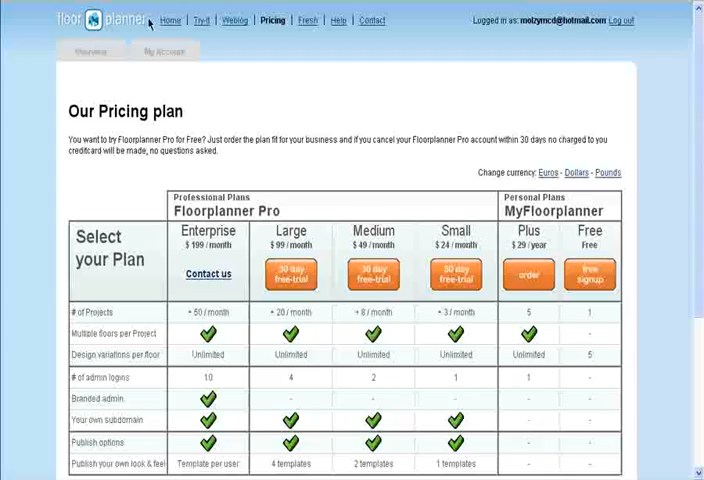 floor planner Home Try-it Weblog Pricing Fresh Help Contact Logged in as: molzymcd@hotmail.com Log out
Overview My Account
Our Pricing plan
You want to try Floorplanner Pro for Free? Just order the plan fit for your business and if you cancel your Floorplanner Pro account within 30 days no charged to you
creditcard will be made, no questions asked.
Change currency: Euros - Dollars - Pounds
Professional Plans Personal Plans
Floorplanner Pro MyFloorplanner
Select your Plan
Enterprise Large Medium Small Plus Free
$ 199 / month $ 99 / month $ 49 / month $ 24 / month $ 29 / year Free
Contact us 30 day free-trial 30 day free-trial 30 day free-trial order free signup
# of Projects + 50 / month + 20 / month + 8 / month + 3 / month 5 1
Multiple floors per Project -
Design variations per floor Unlimited Unlimited Unlimited Unlimited Unlimited 5
# of admin logins 10 4 2 1 1 -
Branded admin. - - - - -
Your own subdomain - -
Publish options - -
Publish your own look & feel Template per user 4 templates 2 templates 1 templates - -